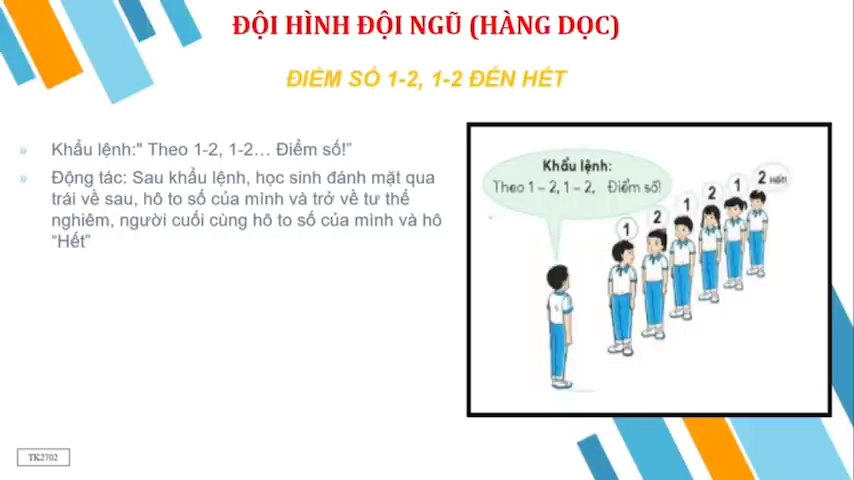 ĐỘI HÌNH ĐỘI NGŨ (HÀNG DỌC)
ĐIỂM SỐ 1-2, 1-2 ĐẾN HẾT
» Khẩu lệnh:" Theo 1-2, 1-2… Điểm số!"
» Động tác: Sau khẩu lệnh, học sinh đánh mặt qua
trái về sau, hô to số của mình và trở về tư thế
nghiêm, người cuối cùng hô to số của mình và hô
"Hết"
Khẩu lệnh:
Theo 1 – 2, 1 – 2, Điểm số!
1
2
1
2
1
2 Hết!
TK2702